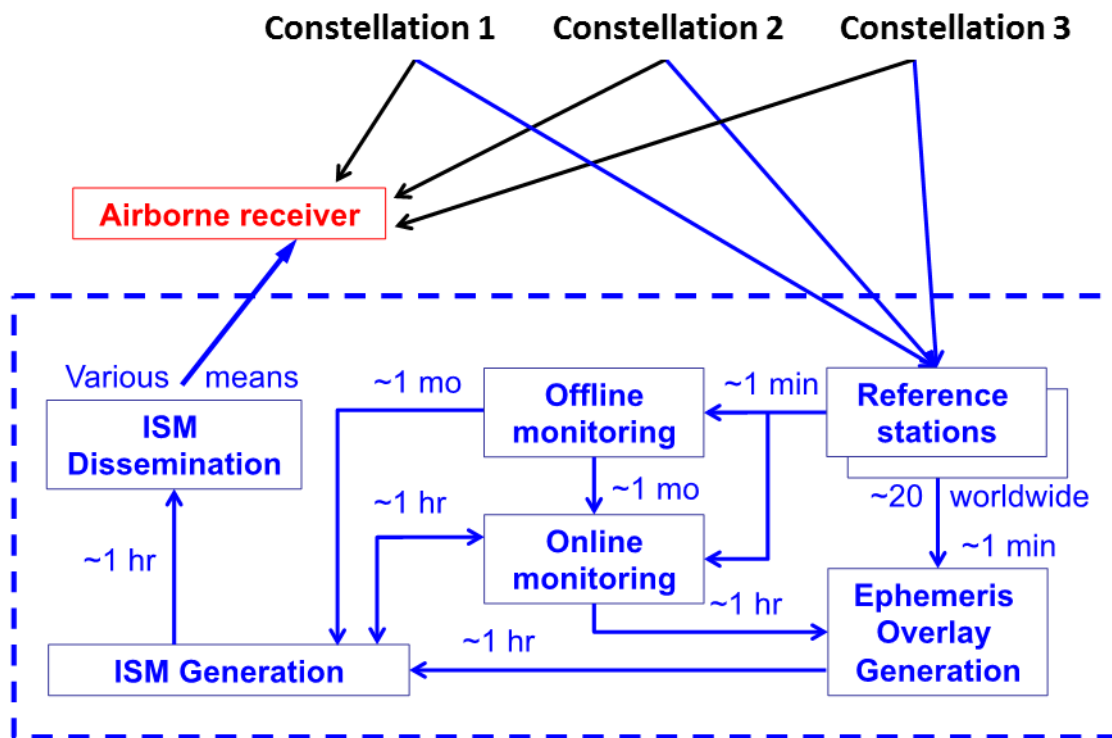 Constellation 1
Constellation 2
Constellation 3
Airborne receiver
Various means
~1 mo
Offline
monitoring
~1 min
Reference
stations
ISM
Dissemination
~1 hr
~1 mo
~20 worldwide
~1 hr
Online
monitoring
~1 min
~1 hr
~1 hr
Ephemeris
Overlay
Generation
ISM Generation